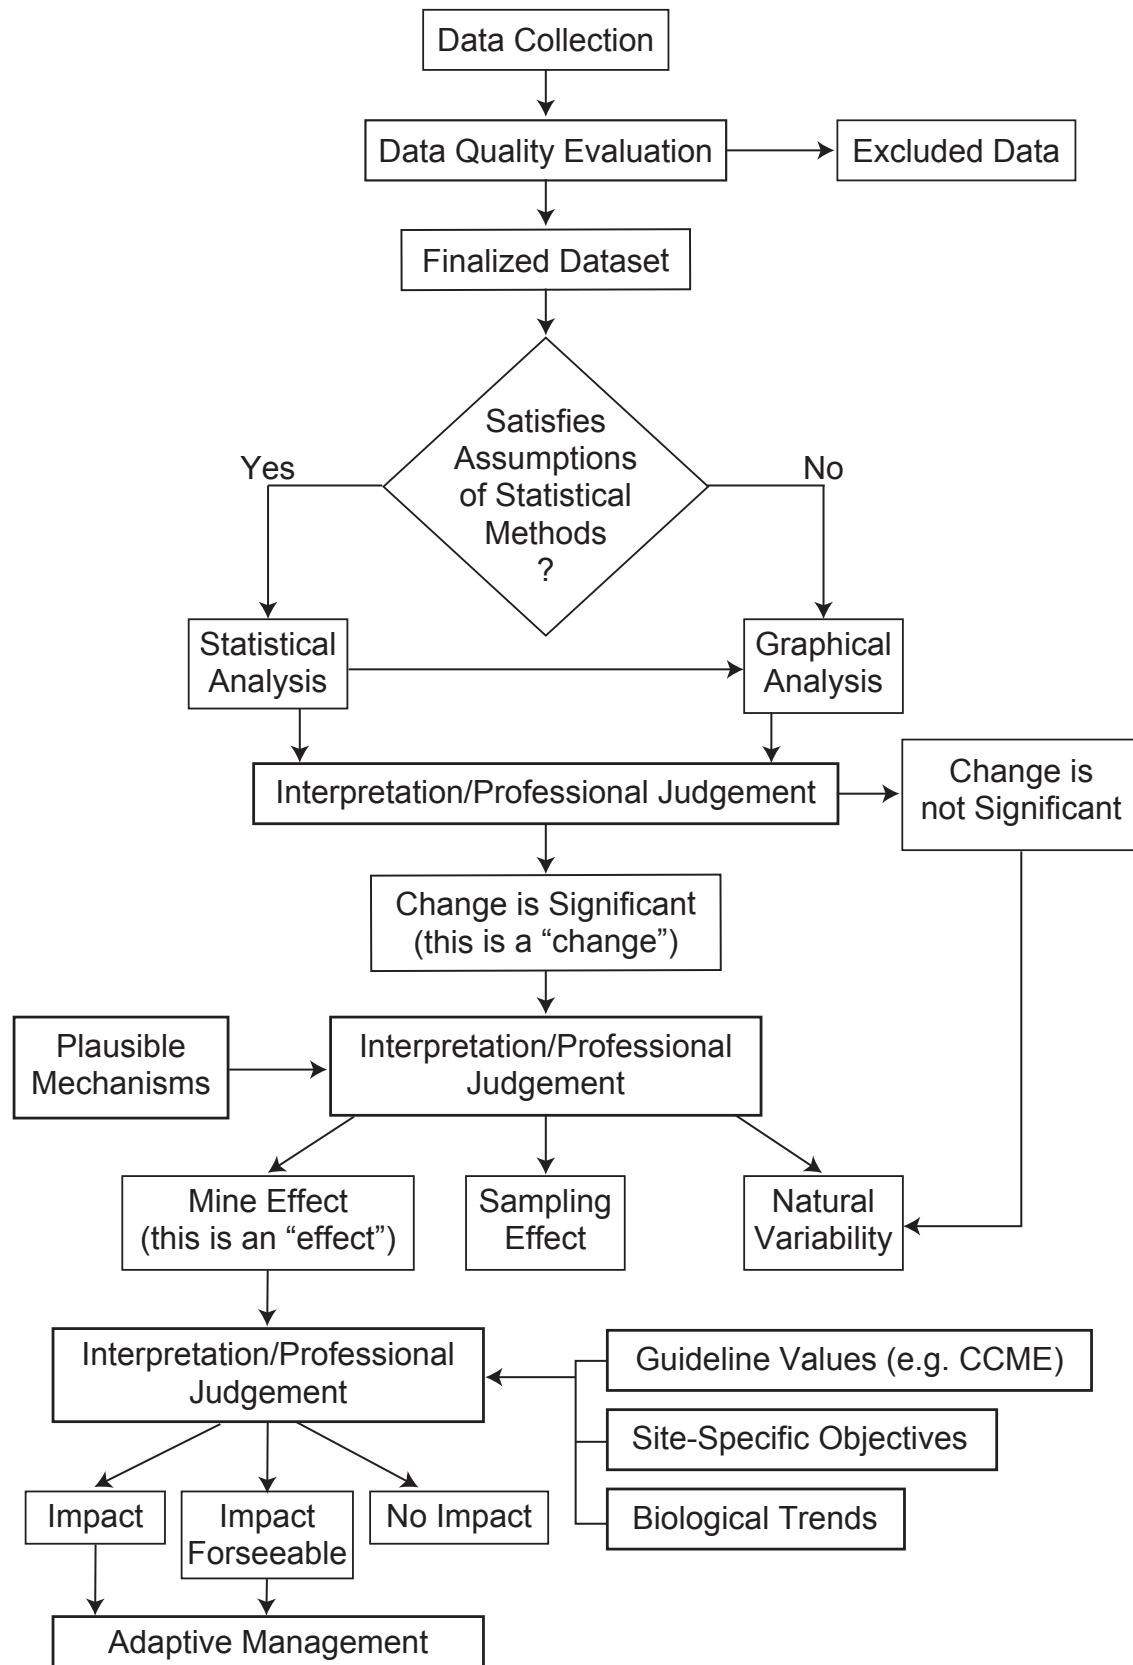 Data Collection
Data Quality Evaluation
Excluded Data
Finalized Dataset
Satisfies
Assumptions
of Statistical
Methods
?
Yes
No
Statistical
Analysis
Graphical
Analysis
Interpretation/Professional Judgement
Change is
not Significant
Change is Significant
(this is a “change”)
Plausible
Mechanisms
Interpretation/Professional
Judgement
Mine Effect
(this is an “effect”)
Sampling
Effect
Natural
Variability
Interpretation/Professional
Judgement
Guideline Values (e.g. CCME)
Site-Specific Objectives
Biological Trends
Impact
Impact
Forseeable
No Impact
Adaptive Management